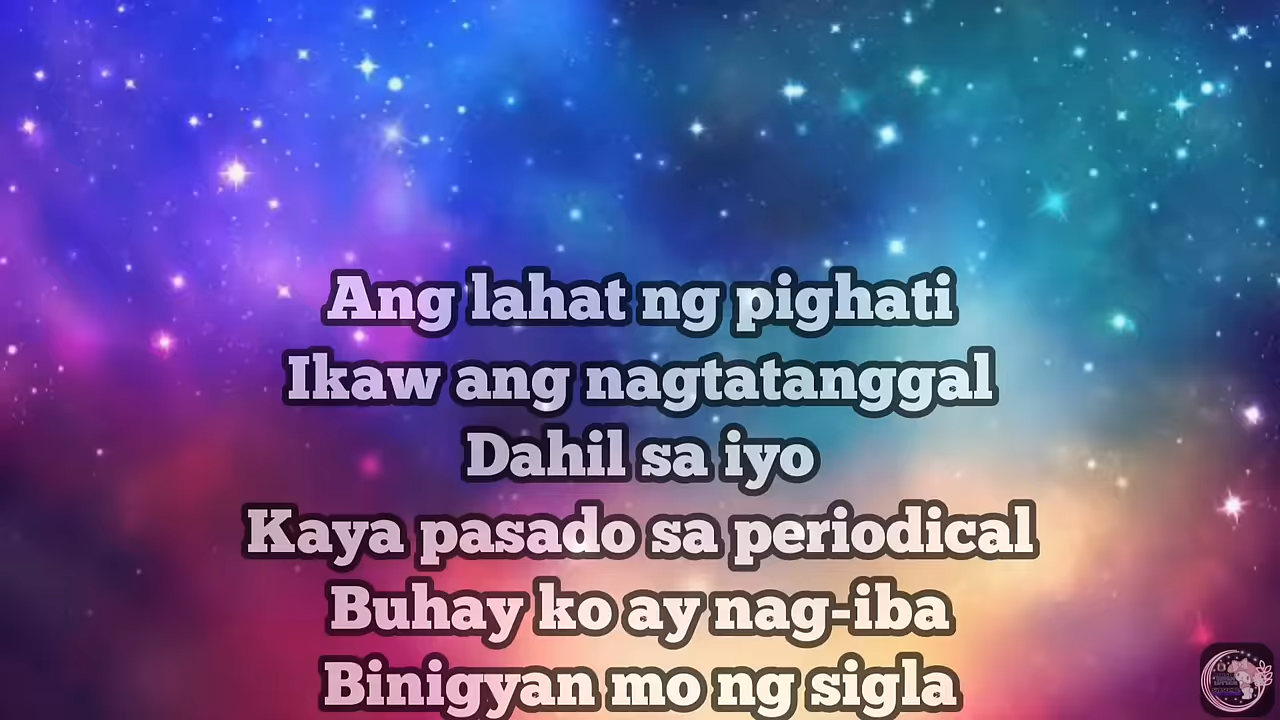 Ang lahat ng pighati
Ikaw ang nagtatanggal
Dahil sa iyo
Kaya pasado sa periodical
Buhay ko ay nag-iba
Binigyan mo ng sigla